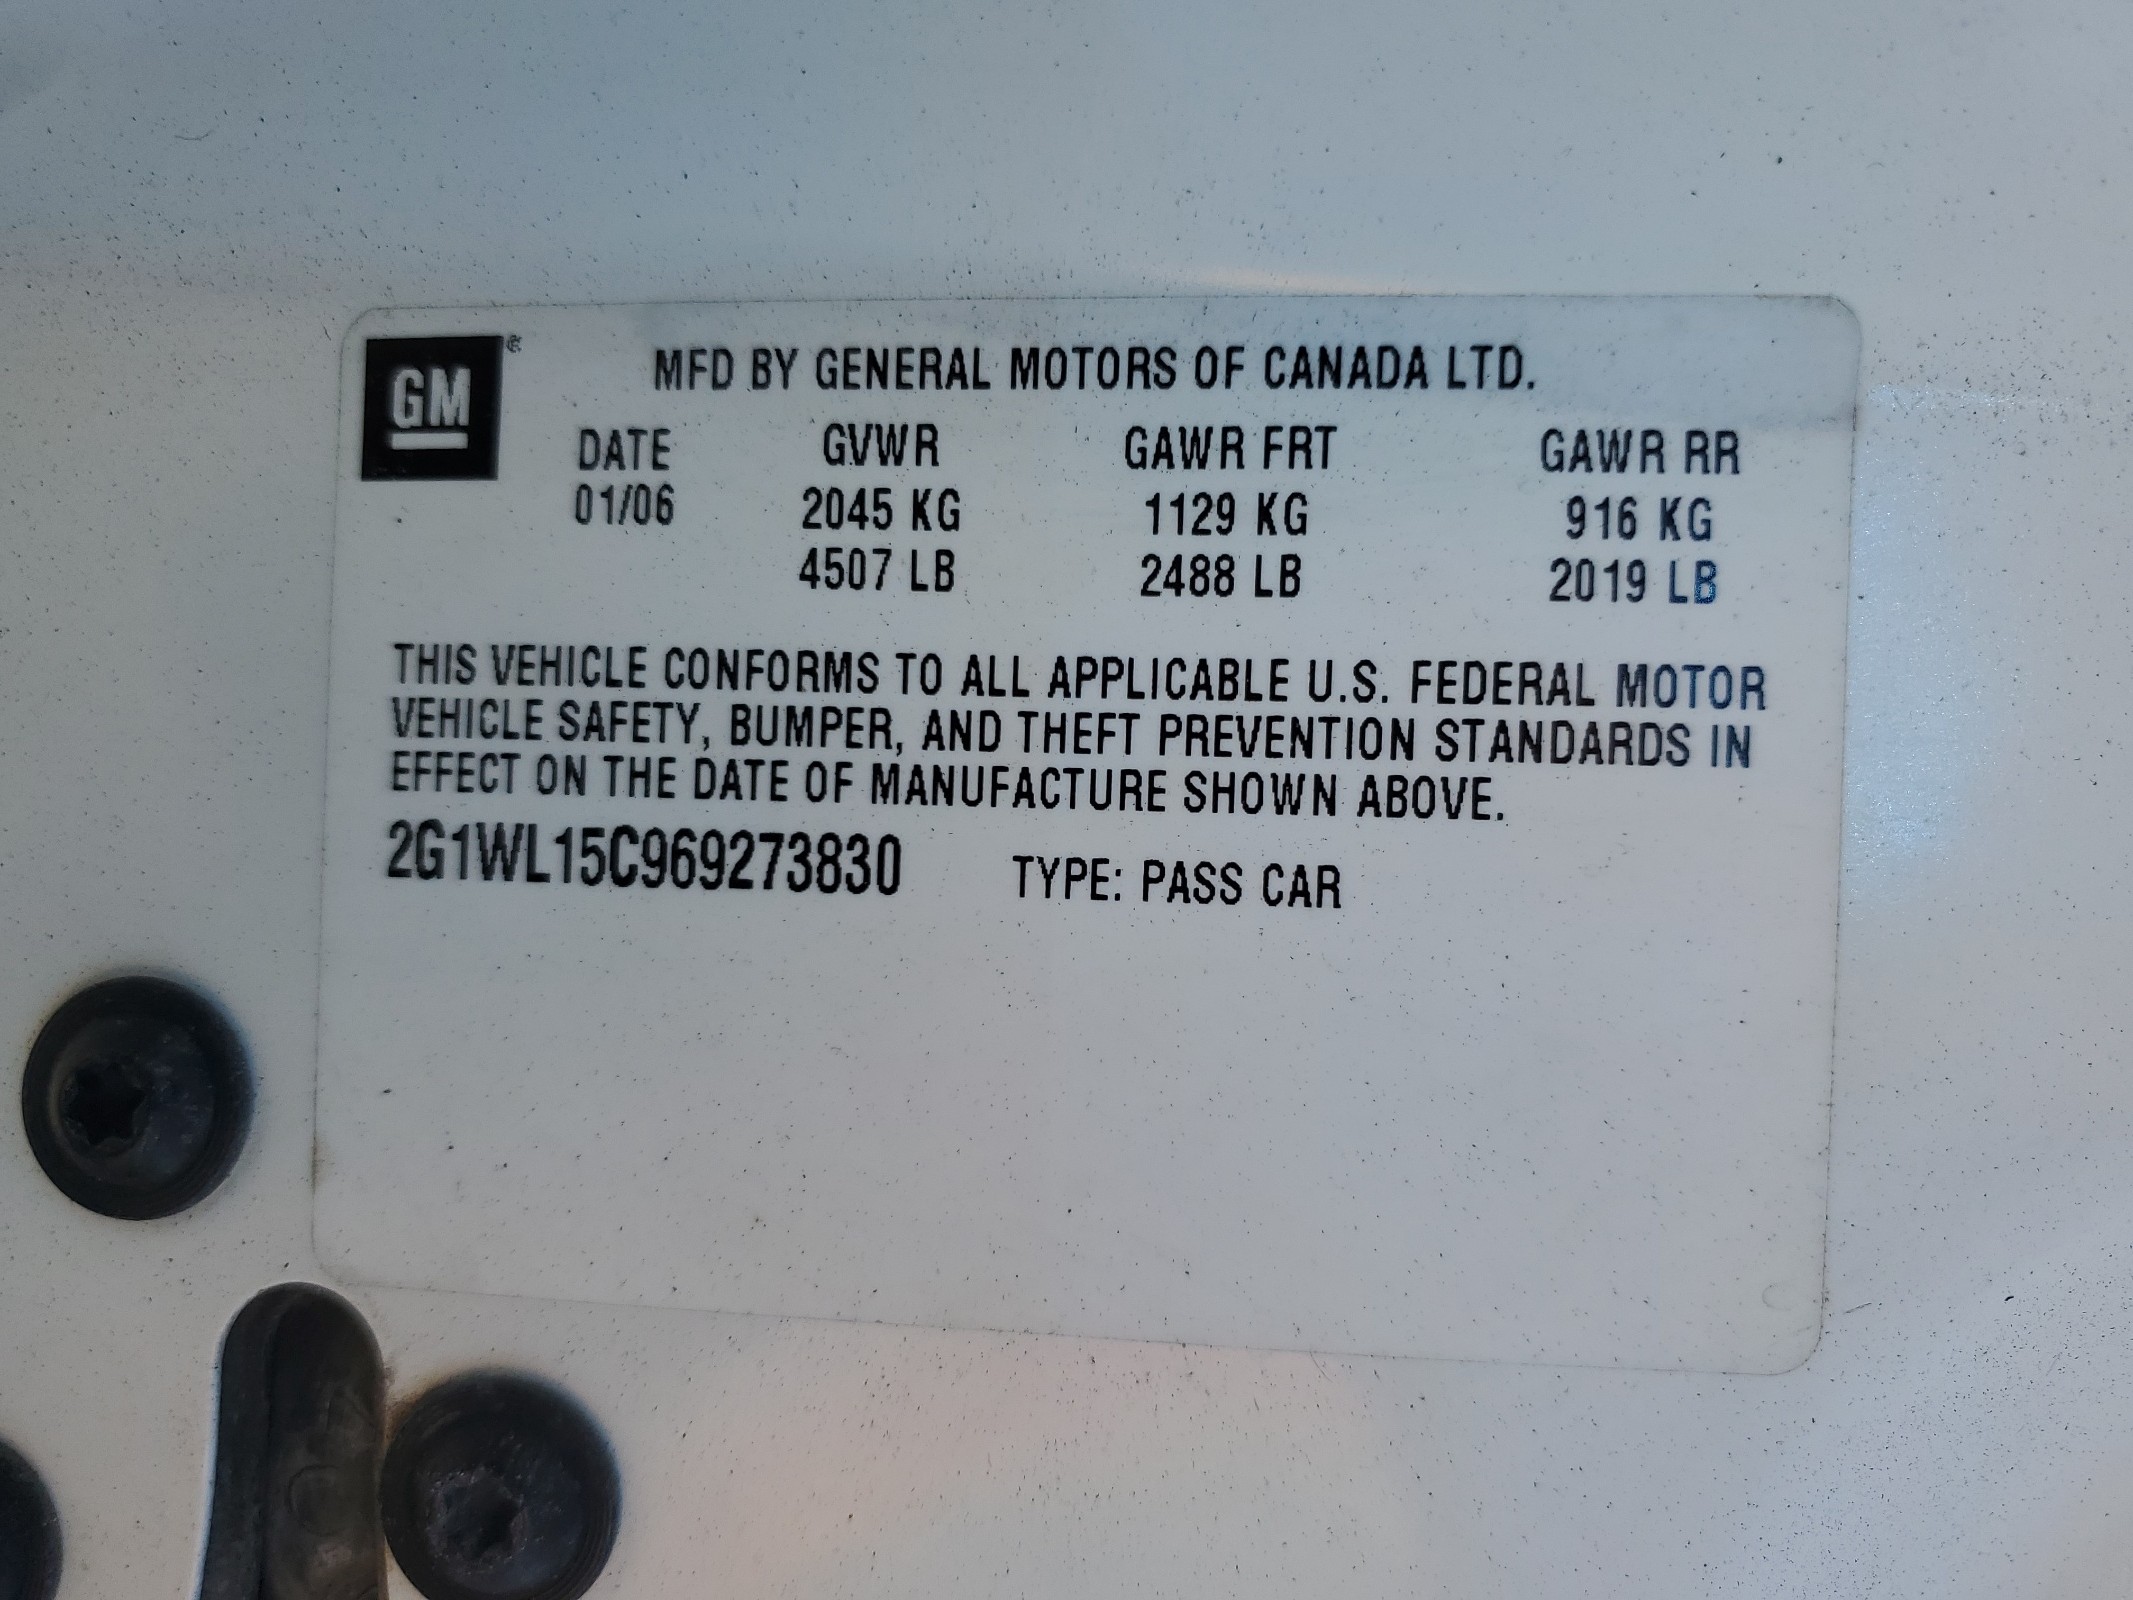 GM
MFD BY GENERAL MOTORS OF CANADA LTD.
DATE GVWR GAWR FRT GAWR RR
01/06 2045 KG 1129 KG 916 KG
4507 LB 2488 LB 2019 LB
THIS VEHICLE CONFORMS TO ALL APPLICABLE U.S. FEDERAL MOTOR
VEHICLE SAFETY, BUMPER, AND THEFT PREVENTION STANDARDS IN
EFFECT ON THE DATE OF MANUFACTURE SHOWN ABOVE.
2G1WL15C969273830 TYPE: PASS CAR